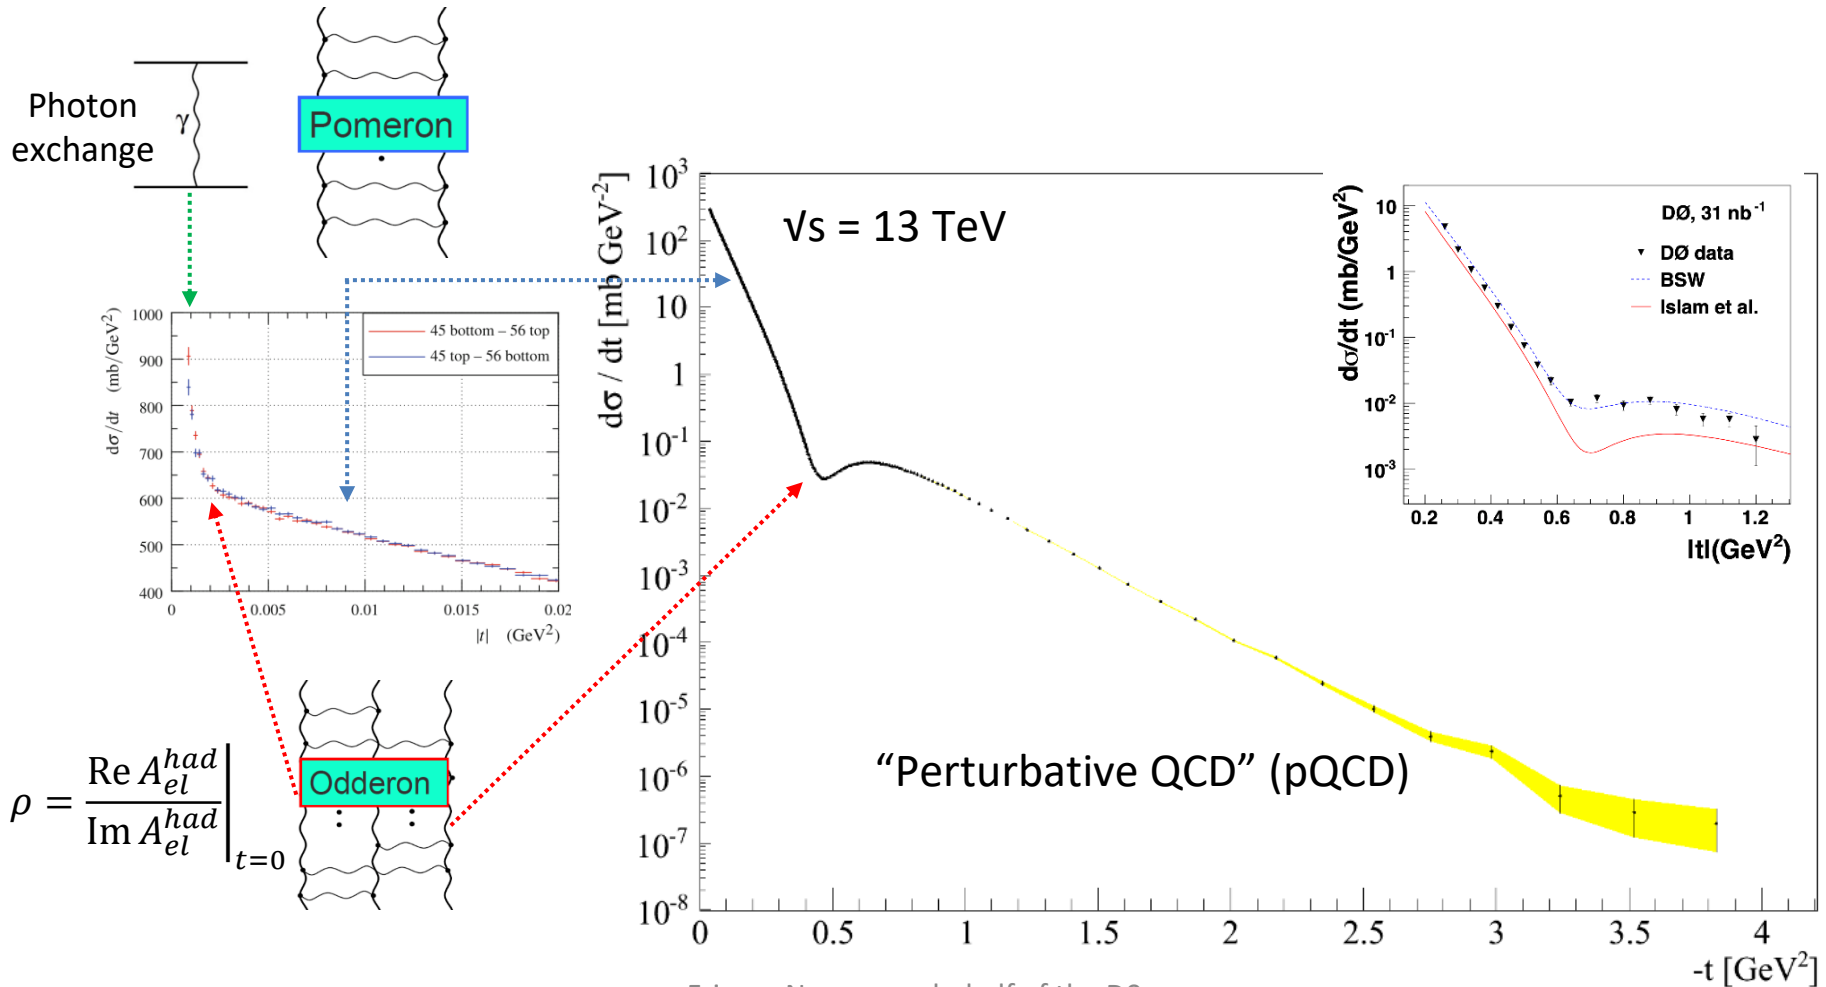 Photon
exchange
γ
Pomeron
dσ/dt (mb/GeV²)
1000
900
800
700
600
500
400
45 bottom – 56 top
45 top – 56 bottom
0
0.005
0.01
0.015
0.02
|t| (GeV²)
ρ = Re A_el^had / Im A_el^had |_{t=0}
Odderon
dσ / dt [mb GeV⁻²]
10³
10²
10
1
10⁻¹
10⁻²
10⁻³
10⁻⁴
10⁻⁵
10⁻⁶
10⁻⁷
10⁻⁸
√s = 13 TeV
“Perturbative QCD” (pQCD)
0
0.5
1
1.5
2
2.5
3
3.5
4
-t [GeV²]
dσ/dt (mb/GeV²)
10
1
10⁻¹
10⁻²
10⁻³
DØ, 31 nb⁻¹
DØ data
BSW
Islam et al.
0.2
0.4
0.6
0.8
1
1.2
|t|(GeV²)